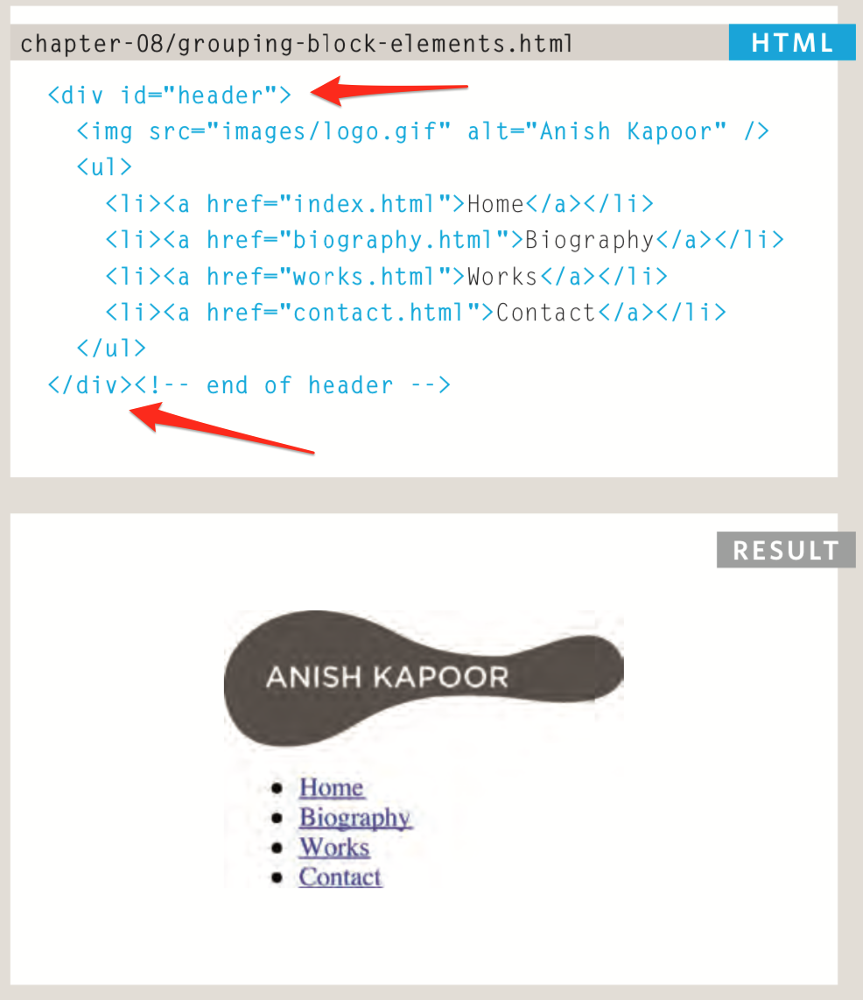 chapter-08/grouping-block-elements.html
HTML
<div id="header">
<img src="images/logo.gif" alt="Anish Kapoor" />
<ul>
<li><a href="index.html">Home</a></li>
<li><a href="biography.html">Biography</a></li>
<li><a href="works.html">Works</a></li>
<li><a href="contact.html">Contact</a></li>
</ul>
</div><!-- end of header -->
RESULT
ANISH KAPOOR
Home
Biography
Works
Contact